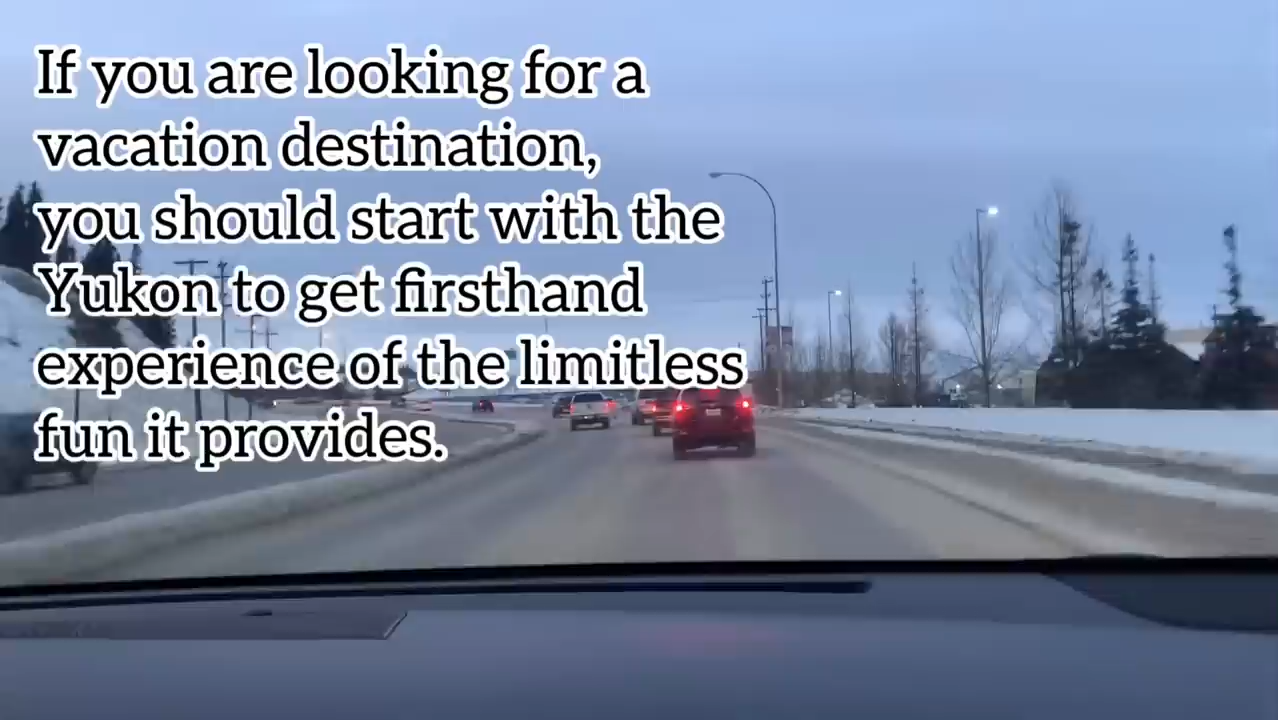 If you are looking for a
vacation destination,
you should start with the
Yukon to get firsthand
experience of the limitless
fun it provides.